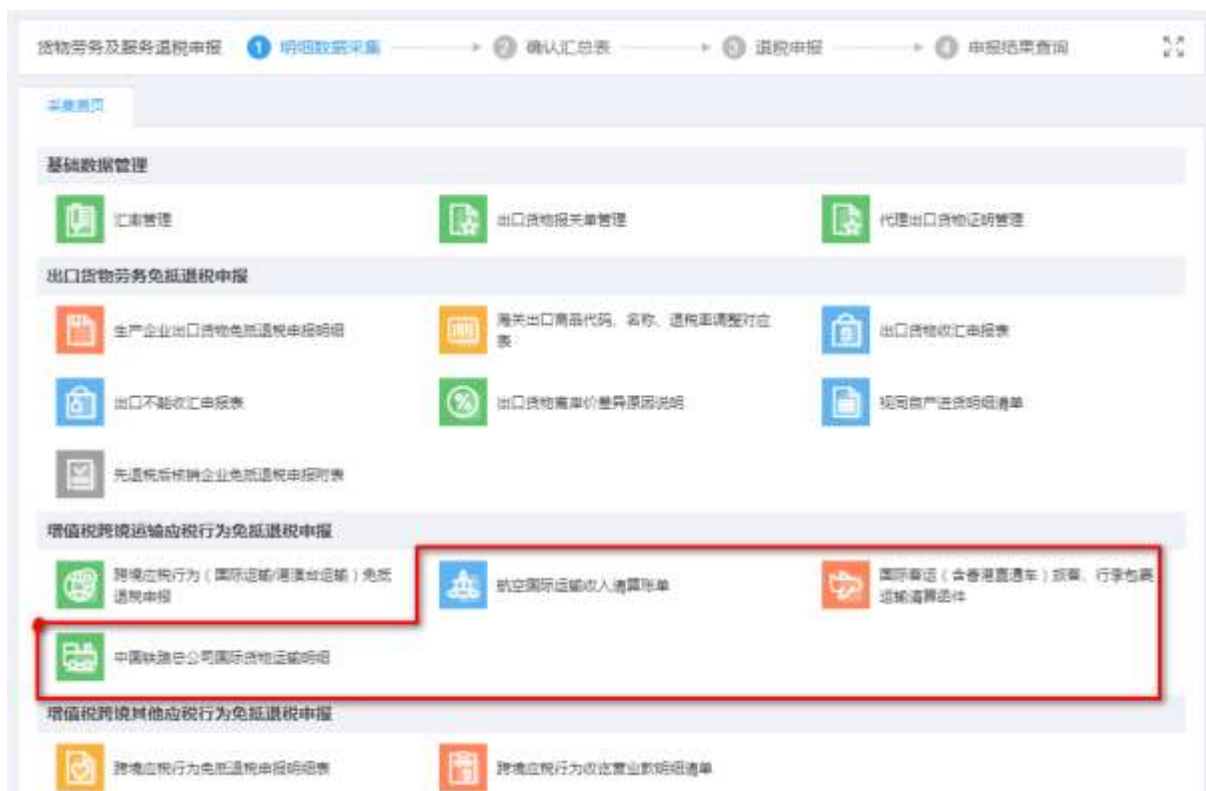 货物劳务及服务退税申报 1 明细数据采集 2 确认汇总表 3 退税申报 4 申报结果查询
采集首页
基础数据管理
汇率管理 出口货物报关单管理 代理出口货物证明管理
出口货物劳务免抵退税申报
生产企业出口货物免抵退税申报明细 海关出口商品代码、名称、退税率调整对应 出口货物收汇申报表
表
出口不能收汇申报表 出口货物离岸价差异原因说明 视同自产进货明细清单
先退税后核销企业免抵退税申报附表
增值税跨境运输应税行为免抵退税申报
跨境应税行为（国际运输/港澳台运输）免抵 航空国际运输收入清算账单 国际客运（含香港直通车）旅客、行李包裹
退税申报 运输清算函件
中国铁路总公司国际货物运输明细
增值税跨境其他应税行为免抵退税申报
跨境应税行为免抵退税申报明细表 跨境应税行为收讫营业款明细清单